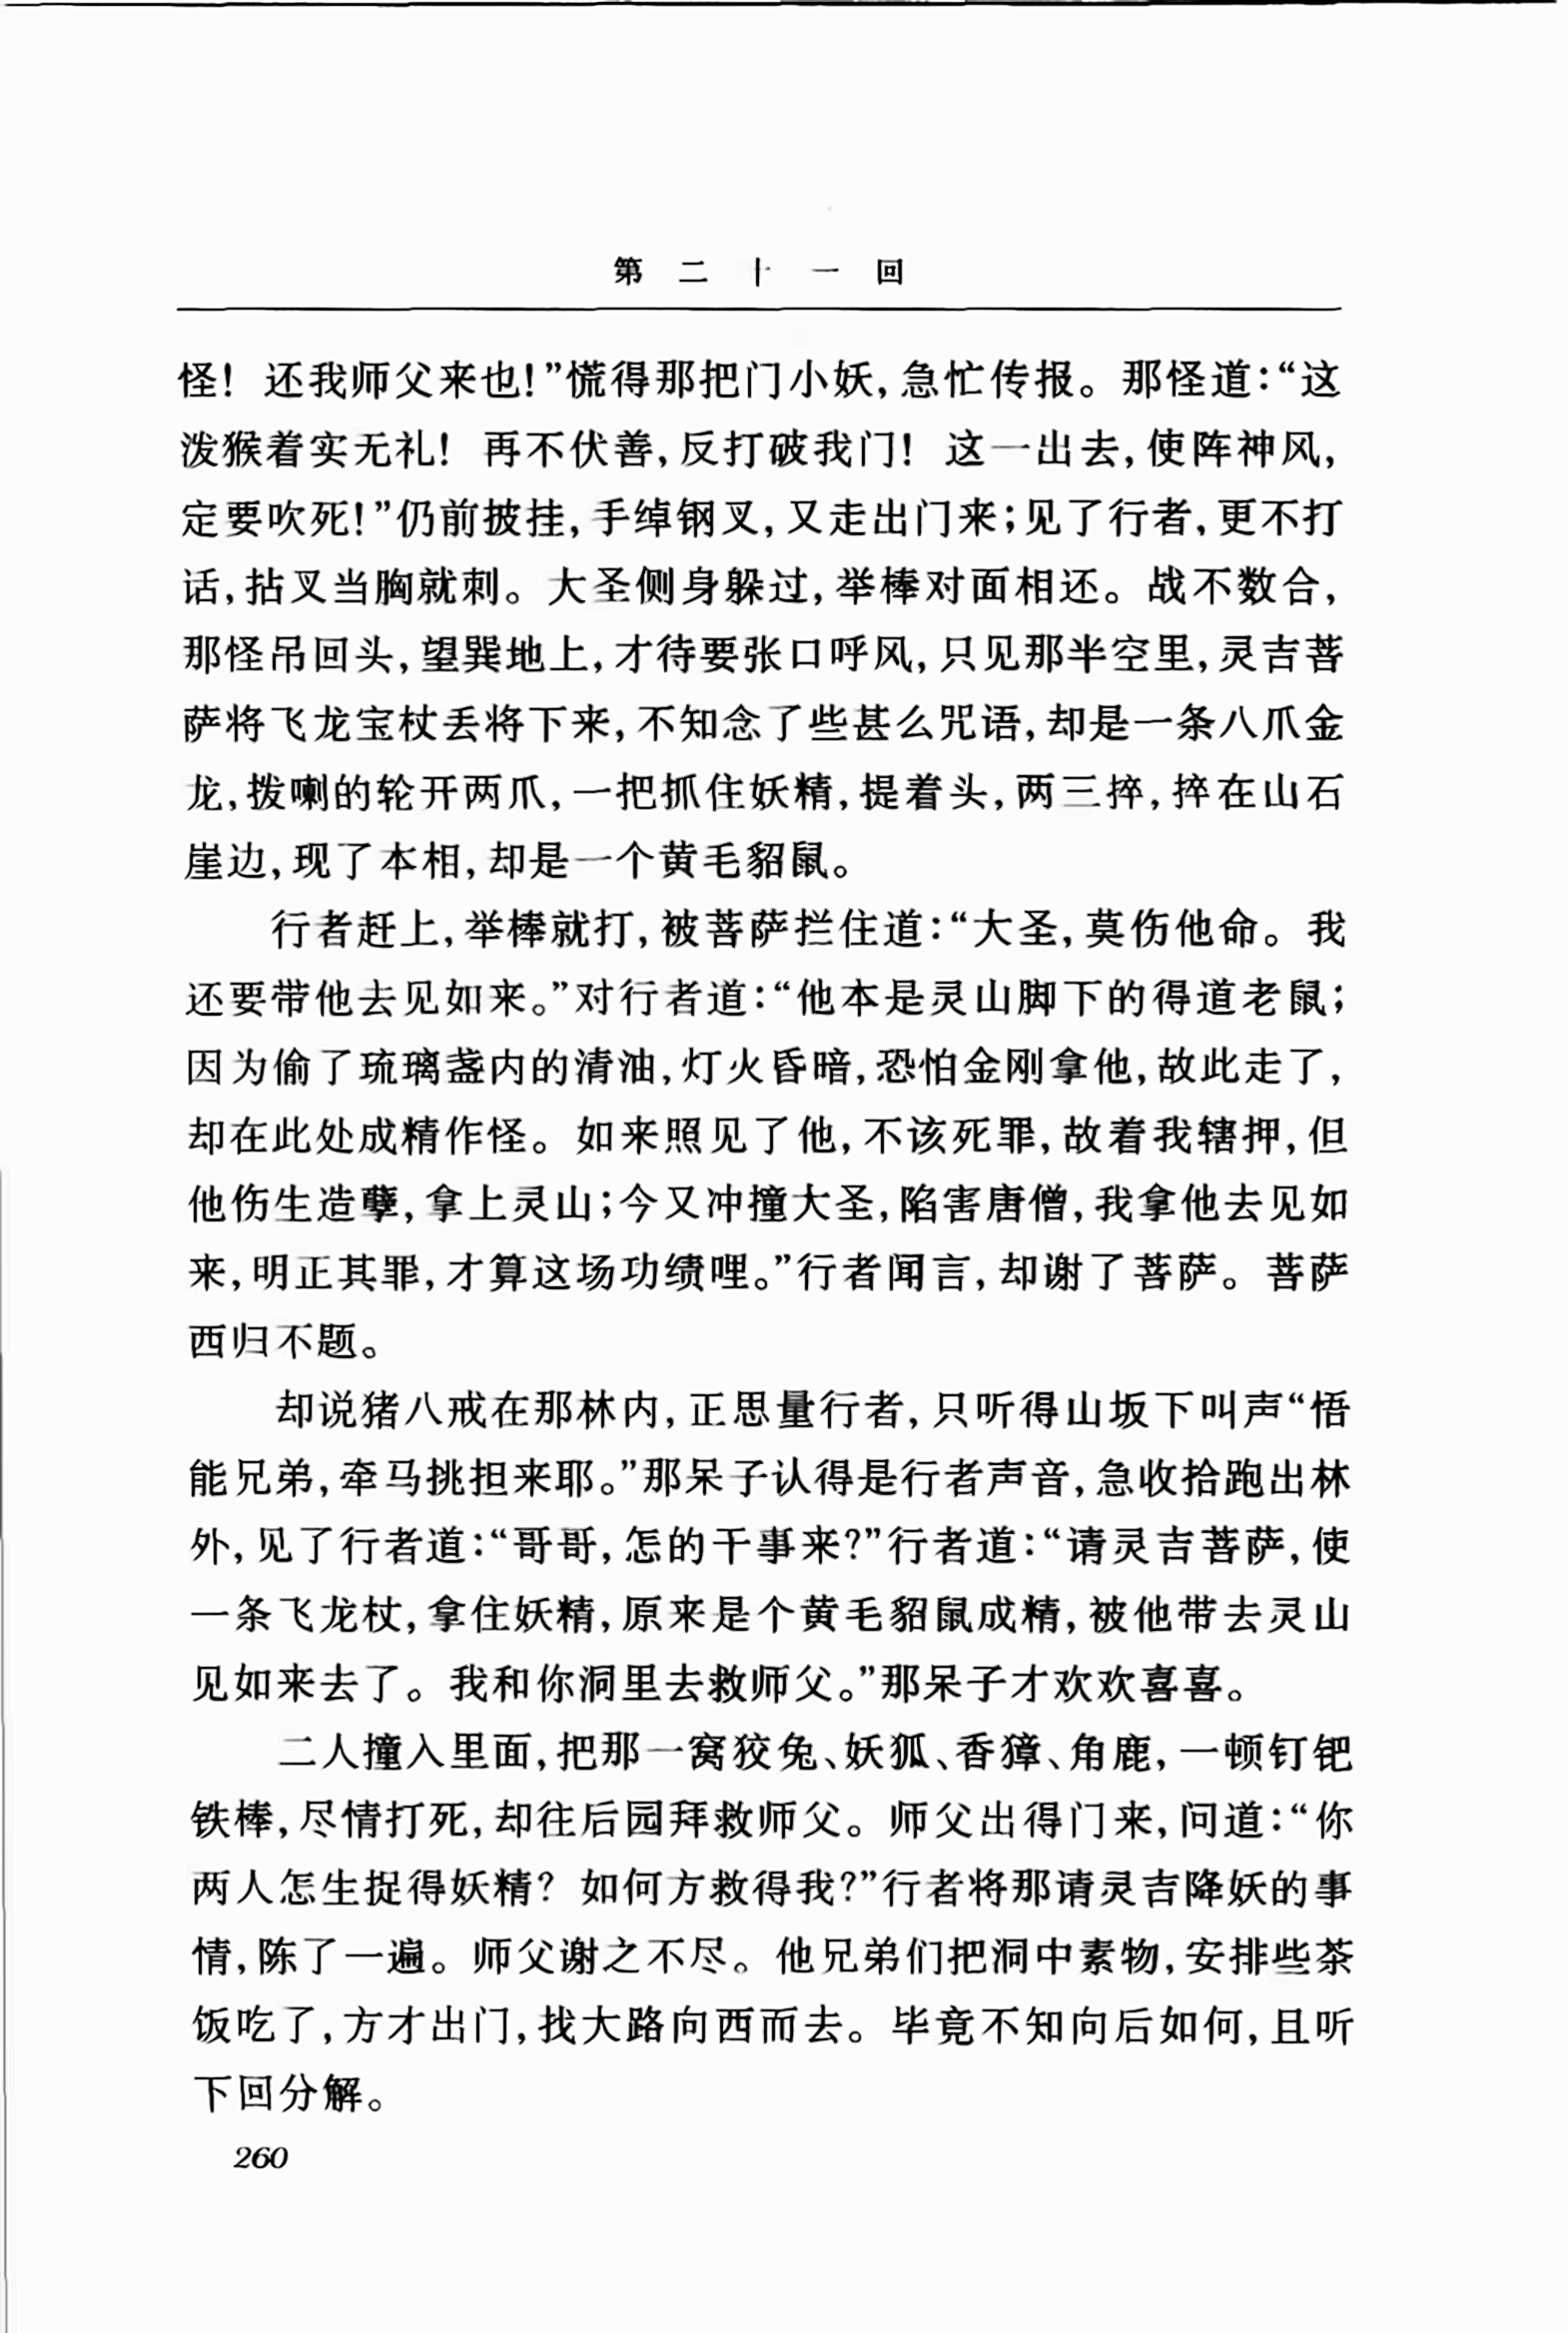 第二十一回
怪！还我师父来也！”慌得那把门小妖，急忙传报。那怪道：“这
泼猴着实无礼！再不伏善，反打破我门！这一出去，使阵神风，
定要吹死！”仍前披挂，手绰钢叉，又走出门来；见了行者，更不打
话，拈叉当胸就刺。大圣侧身躲过，举棒对面相还。战不数合，
那怪吊回头，望巽地上，才待要张口呼风，只见那半空里，灵吉菩
萨将飞龙宝杖丢将下来，不知念了些甚么咒语，却是一条八爪金
龙，拨喇的轮开两爪，一把抓住妖精，提着头，两三捽，捽在山石
崖边，现了本相，却是一个黄毛貂鼠。
行者赶上，举棒就打，被菩萨拦住道：“大圣，莫伤他命。我
还要带他去见如来。”对行者道：“他本是灵山脚下的得道老鼠；
因为偷了琉璃盏内的清油，灯火昏暗，恐怕金刚拿他，故此走了，
却在此处成精作怪。如来照见了他，不该死罪，故着我辖押，但
他伤生造孽，拿上灵山；今又冲撞大圣，陷害唐僧，我拿他去见如
来，明正其罪，才算这场功绩哩。”行者闻言，却谢了菩萨。菩萨
西归不题。
却说猪八戒在那林内，正思量行者，只听得山坂下叫声“悟
能兄弟，牵马挑担来耶。”那呆子认得是行者声音，急收拾跑出林
外，见了行者道：“哥哥，怎的干事来？”行者道：“请灵吉菩萨，使
一条飞龙杖，拿住妖精，原来是个黄毛貂鼠成精，被他带去灵山
见如来去了。我和你洞里去救师父。”那呆子才欢欢喜喜。
二人撞入里面，把那一窝狡兔、妖狐、香獐、角鹿，一顿钉钯
铁棒，尽情打死，却往后园拜救师父。师父出得门来，问道：“你
两人怎生捉得妖精？如何方救得我？”行者将那请灵吉降妖的事
情，陈了一遍。师父谢之不尽。他兄弟们把洞中素物，安排些茶
饭吃了，方才出门，找大路向西而去。毕竟不知向后如何，且听
下回分解。
260